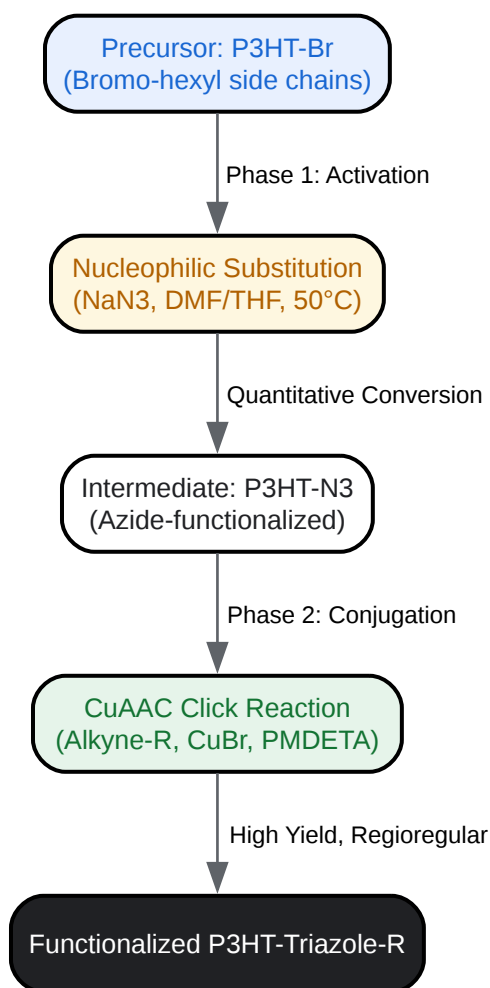 Precursor: P3HT-Br
(Bromo-hexyl side chains)
Phase 1: Activation
Nucleophilic Substitution
(NaN3, DMF/THF, 50°C)
Quantitative Conversion
Intermediate: P3HT-N3
(Azide-functionalized)
Phase 2: Conjugation
CuAAC Click Reaction
(Alkyne-R, CuBr, PMDETA)
High Yield, Regioregular
Functionalized P3HT-Triazole-R